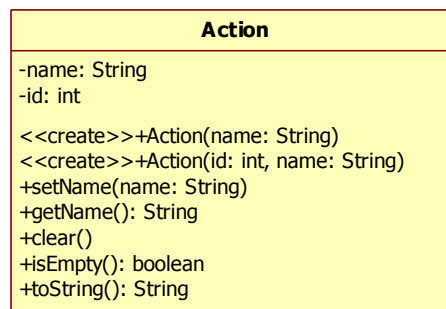 Action
-name: String
-id: int
<<create>>+Action(name: String)
<<create>>+Action(id: int, name: String)
+setName(name: String)
+getName(): String
+clear()
+isEmpty(): boolean
+toString(): String